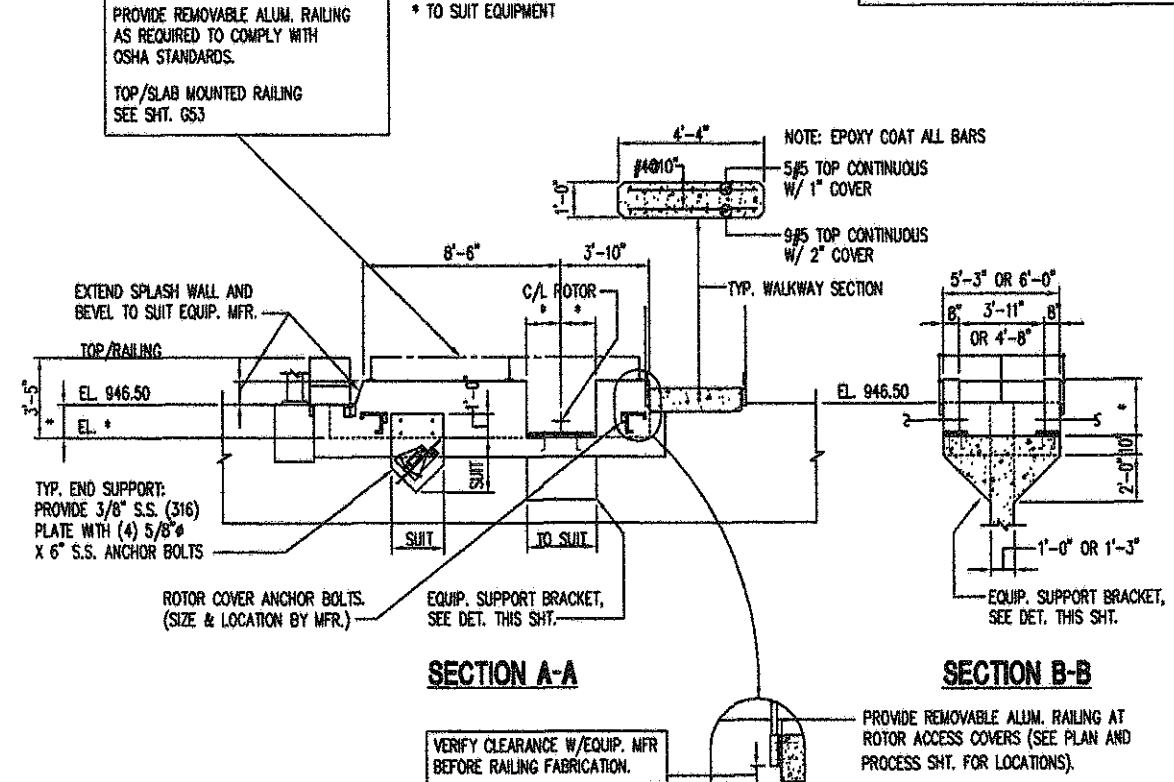 PROVIDE REMOVABLE ALUM. RAILING
AS REQUIRED TO COMPLY WITH
OSHA STANDARDS.
TOP/SLAB MOUNTED RAILING
SEE SHT. G53
* TO SUIT EQUIPMENT
4'-4"
NOTE: EPOXY COAT ALL BARS
#4@10"
5#5 TOP CONTINUOUS
W/ 1" COVER
1'-0"
9#5 TOP CONTINUOUS
W/ 2" COVER
8'-6"
3'-10"
EXTEND SPLASH WALL AND
BEVEL TO SUIT EQUIP. MFR.
C/L ROTOR
* *
TYP. WALKWAY SECTION
5'-3" OR 6'-0"
8" 3'-11" 8"
OR 4'-8"
TOP/RAILING
3'-5"
EL. 946.50
EL. 946.50
*
EL. *
*
10"
2'-0"
SUIT
TYP. END SUPPORT:
PROVIDE 3/8" S.S. (316)
PLATE WITH (4) 5/8"ø
X 6" S.S. ANCHOR BOLTS
SUIT
TO SUIT
1'-0" OR 1'-3"
ROTOR COVER ANCHOR BOLTS.
(SIZE & LOCATION BY MFR.)
EQUIP. SUPPORT BRACKET,
SEE DET. THIS SHT.
EQUIP. SUPPORT BRACKET,
SEE DET. THIS SHT.
SECTION A-A
SECTION B-B
VERIFY CLEARANCE W/EQUIP. MFR
BEFORE RAILING FABRICATION.
PROVIDE REMOVABLE ALUM. RAILING AT
ROTOR ACCESS COVERS (SEE PLAN AND
PROCESS SHT. FOR LOCATIONS).